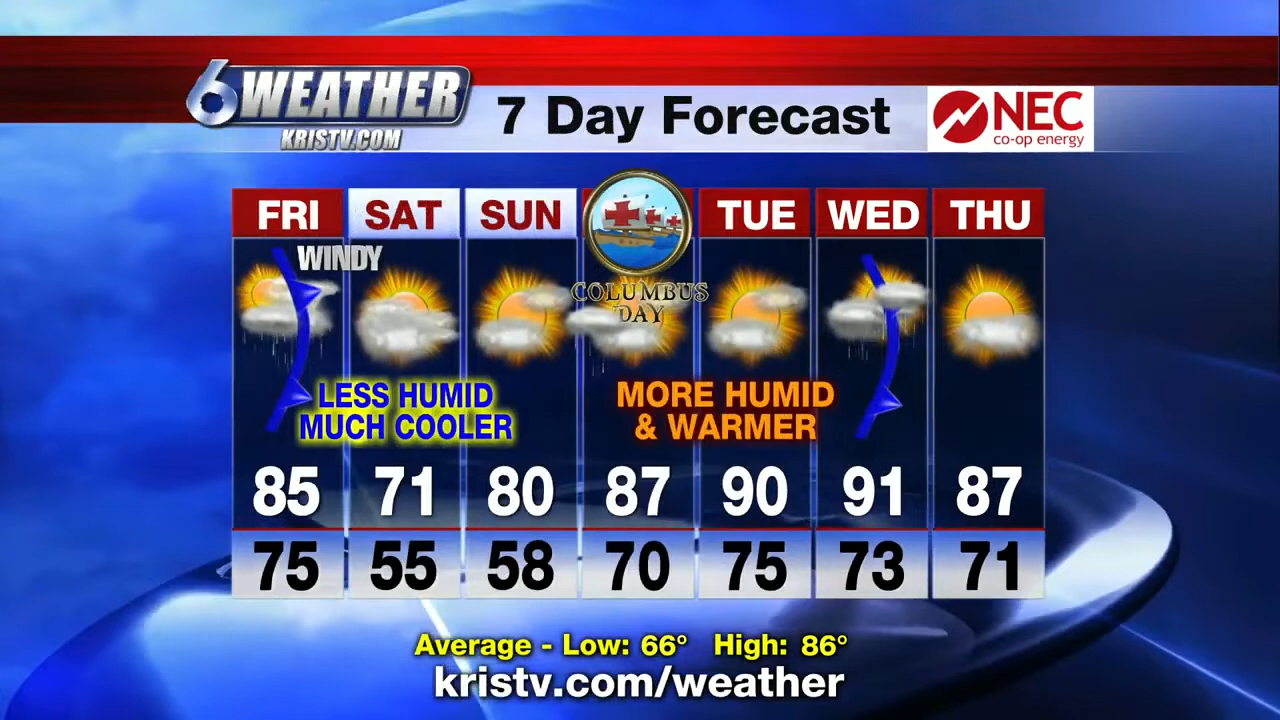 6 WEATHER
KRISTV.COM
7 Day Forecast
NEC
co-op energy
FRI SAT SUN TUE WED THU
WINDY
COLUMBUS
DAY
LESS HUMID
MUCH COOLER
MORE HUMID
& WARMER
85 71 80 87 90 91 87
75 55 58 70 75 73 71
Average - Low: 66° High: 86°
kristv.com/weather